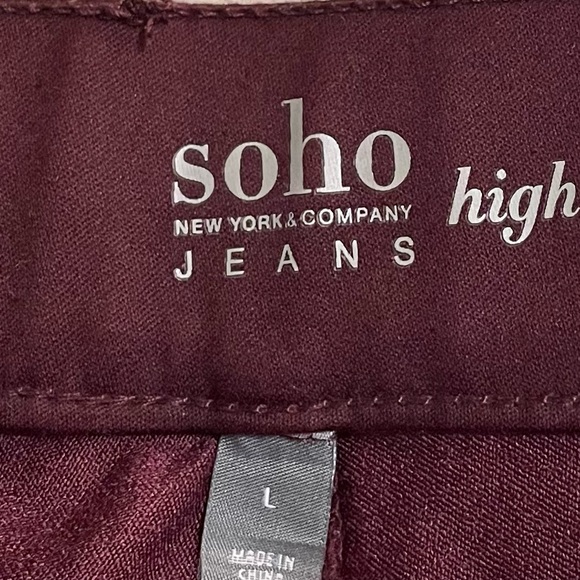 soho
NEW YORK & COMPANY
JEANS
high
L
MADE IN
CHINA